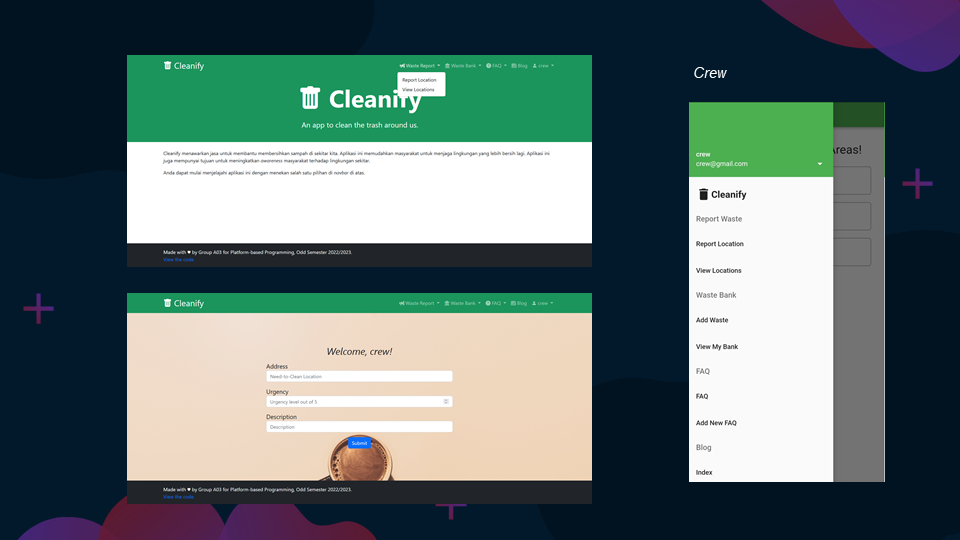 Cleanify
Waste Report Waste Bank FAQ Blog crew
Report Location
View Locations
Cleanify
An app to clean the trash around us.
Cleanify menawarkan jasa untuk membantu membersihkan sampah di sekitar kita. Aplikasi ini memudahkan masyarakat untuk menjaga lingkungan yang lebih bersih lagi. Aplikasi ini
juga mempunyai tujuan untuk meningkatkan awareness masyarakat terhadap lingkungan sekitar.
Anda dapat mulai menjelajahi aplikasi ini dengan menekan salah satu pilihan di navbar di atas.
Made with ♥ by Group A03 for Platform-based Programming, Odd Semester 2022/2023.
View the code
Cleanify
Waste Report Waste Bank FAQ Blog crew
Welcome, crew!
Address
Need-to-Clean Location
Urgency
Urgency level out of 5
Description
Description
Submit
Made with ♥ by Group A03 for Platform-based Programming, Odd Semester 2022/2023.
View the code
Crew
crew
crew@gmail.com
Areas!
Cleanify
Report Waste
Report Location
View Locations
Waste Bank
Add Waste
View My Bank
FAQ
FAQ
Add New FAQ
Blog
Index